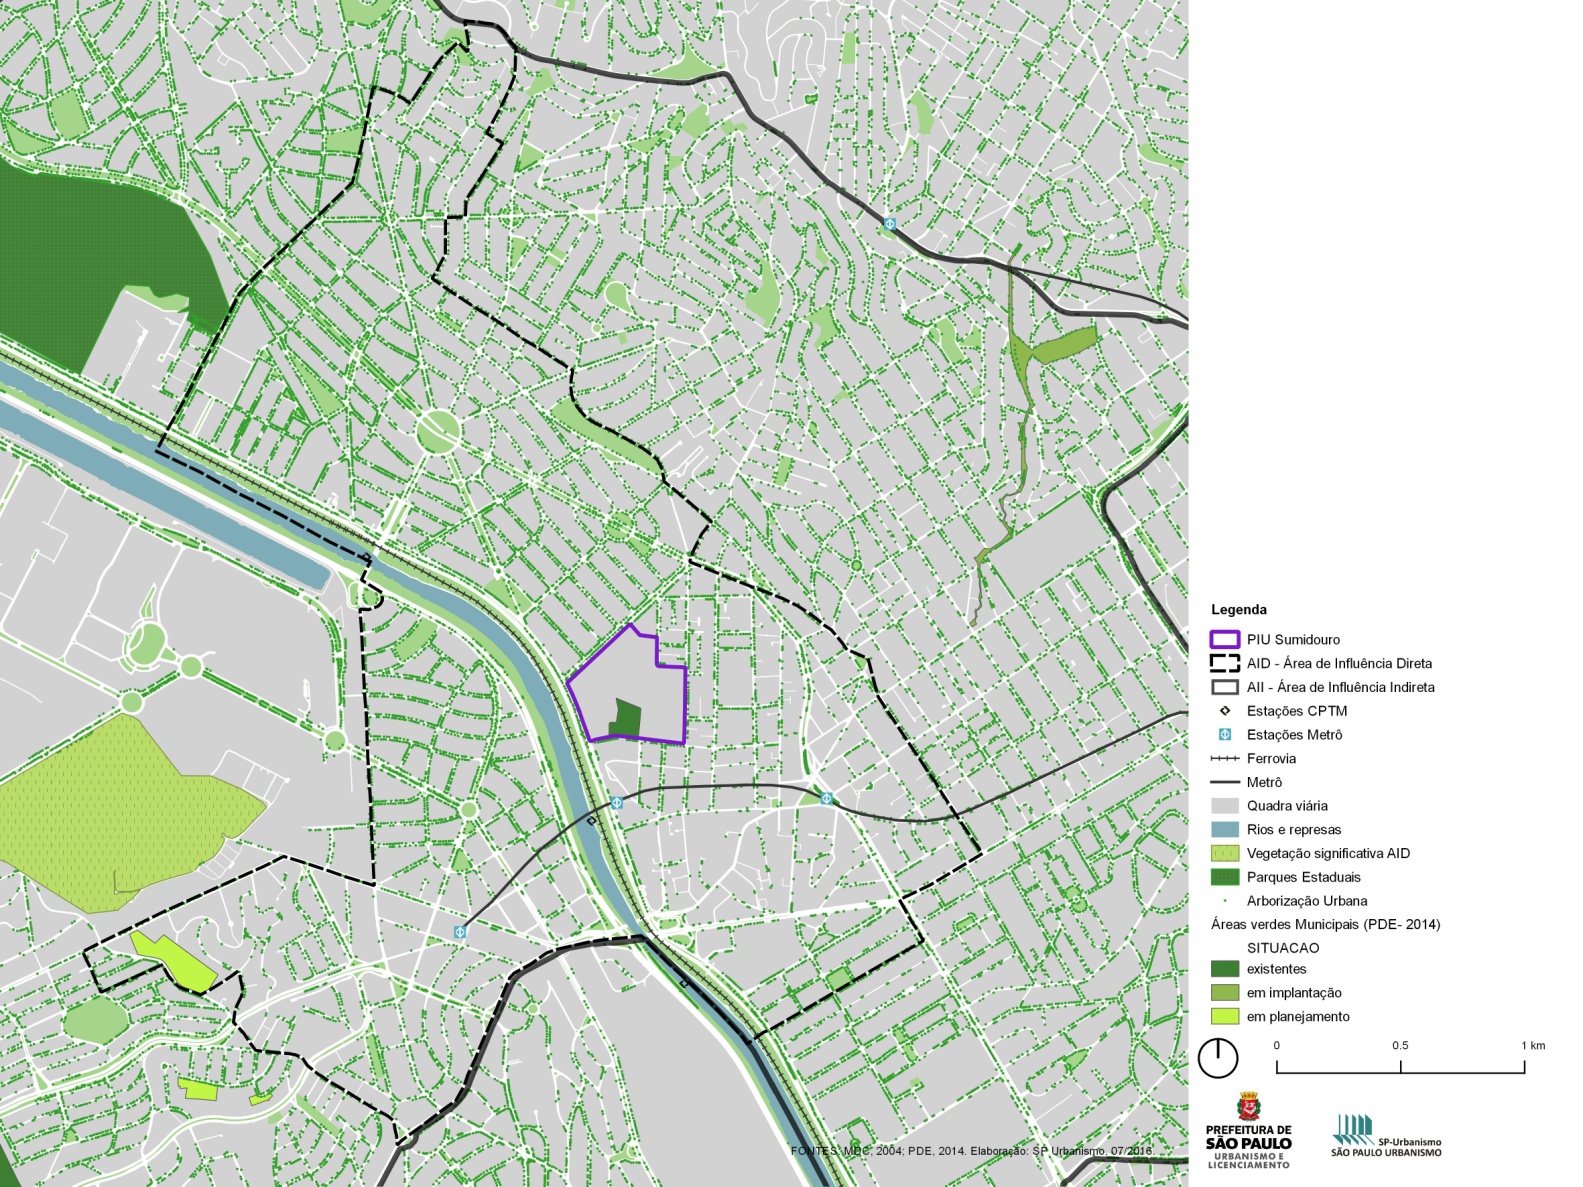 Legenda
PIU Sumidouro
AID - Área de Influência Direta
AII - Área de Influência Indireta
Estações CPTM
Estações Metrô
Ferrovia
Metrô
Quadra viária
Rios e represas
Vegetação significativa AID
Parques Estaduais
Arborização Urbana
Áreas verdes Municipais (PDE- 2014)
SITUACAO
existentes
em implantação
em planejamento
0 0.5 1 km
PREFEITURA DE
SÃO PAULO
URBANISMO E
LICENCIAMENTO
SP-Urbanismo
SÃO PAULO URBANISMO
FONTES: MDC, 2004; PDE, 2014. Elaboração: SP Urbanismo, 07/2016.